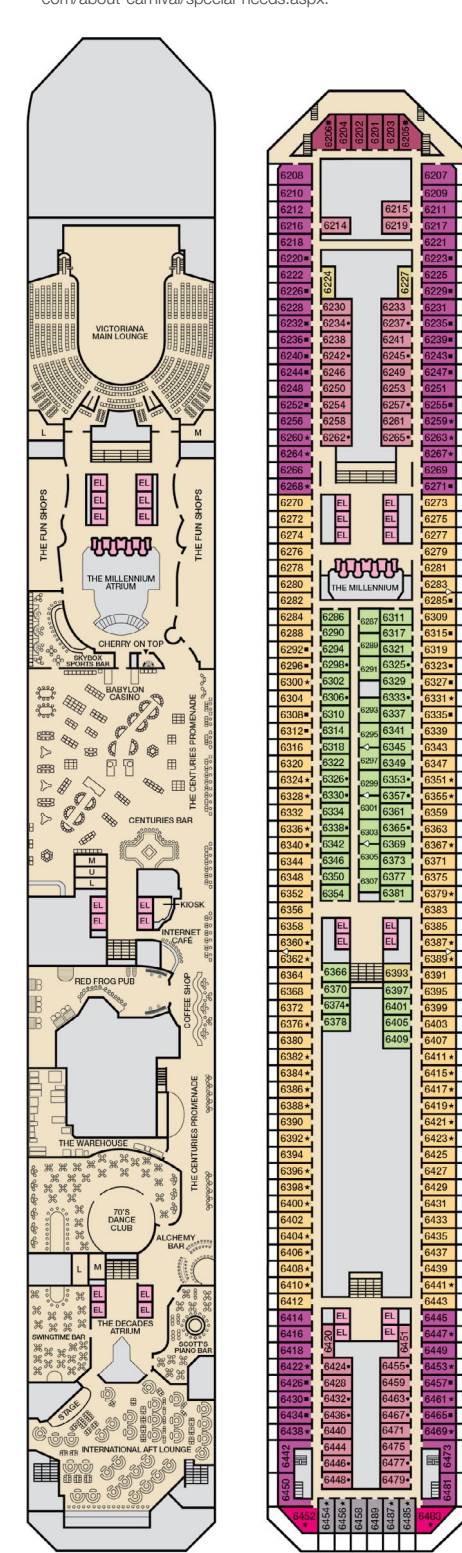 com/about-carnival/special-needs.aspx.
VICTORIANA
MAIN LOUNGE
L
M
THE FUN SHOPS
THE FUN SHOPS
EL EL
EL EL
EL EL
THE MILLENNIUM
ATRIUM
CHERRY ON TOP
SKYBOX
SPORTS BAR
BABYLON
CASINO
THE CENTURIES PROMENADE
CENTURIES BAR
M
U
L
EL EL
EL EL
KIOSK
INTERNET
CAFÉ
RED FROG PUB
COFFEE SHOP
THE CENTURIES PROMENADE
THE WAREHOUSE
70'S
DANCE
CLUB
ALCHEMY
BAR
L M
EL EL
EL EL
THE DECADES
ATRIUM
SWINGTIME BAR
SCOTT'S
PIANO BAR
STAGE
INTERNATIONAL AFT LOUNGE
6206 6204 6202 6201 6203 6205
6208 6207
6210 6209
6212 6215 6211
6216 6214 6219 6217
6218 6221
6220■ 6223■
6222 6224 6227 6225
6226■ 6229■
6228 6230 6233 6231
6232■ 6234• 6237• 6235■
6236■ 6238 6241 6239■
6240■ 6242• 6245• 6243■
6244■ 6246 6249 6247■
6248 6250 6253 6251
6252■ 6254 6257• 6255■
6256 6258 6261 6259★
6260★ 6262• 6265• 6263★
6264★ 6267★
6266 6269
6268★ 6271■
6270 EL EL 6273
6272 EL EL 6275
6274 EL EL 6277
6276 6279
6278 6281
6280 THE MILLENNIUM 6283
6282 6285■
6284 6286 6287 6311 6309
6288 6290 6317 6315■
6292■ 6294 6289 6321 6319
6296■ 6298• 6291 6325• 6323■
6300★ 6302 6329 6327■
6304 6306• 6333• 6331★
6308■ 6310 6293 6337 6335■
6312■ 6314 6295 6341 6339
6316 6318 6345 6343
6320 6322 6297 6349 6347
6324★ 6326• 6299 6353• 6351★
6328★ 6330• 6357• 6355★
6332 6334 6301 6361 6359
6336★ 6338• 6303 6365• 6363
6340★ 6342 6369 6367★
6344 6346 6305 6373 6371
6348 6350 6307 6377 6375
6352 6354 6381 6379★
6356 6383
6358 EL EL 6385
6360★ EL EL 6387★
6362★ 6389★
6364 6366 6393 6391
6368 6370 6397 6395
6372 6374• 6401 6399
6376★ 6378 6405 6403
6380 6409 6407
6382★ 6411★
6384★ 6415★
6386★ 6417★
6388★ 6419★
6390 6421★
6392★ 6423★
6394 6425
6396★ 6427
6398★ 6429
6400★ 6431
6402 6433
6404★ 6435
6406★ 6437
6408★ 6439
6410★ 6441★
6412 6443
6414 EL EL 6445
6416 6420 EL EL 6451 6447★
6418 6449
6422★ 6424• 6455• 6453★
6426■ 6428 6459 6457■
6430■ 6432• 6463• 6461★
6434■ 6436• 6467• 6465■
6438★ 6440 6471 6469★
6442 6444 6475 6473
6446• 6477•
6450 6448• 6479• 6481
6452 6454★ 6456★ 6458 6489 6487★ 6485★ 6483